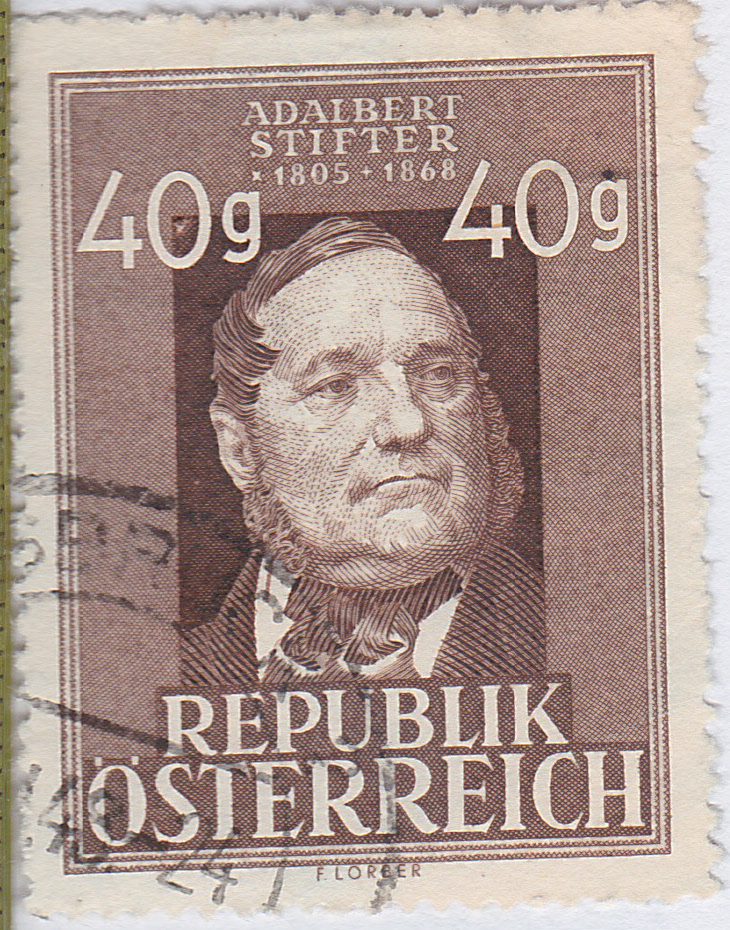 ADALBERT
STIFTER
* 1805 + 1868
40g 40g
REPUBLIK
ÖSTERREICH
F. LORBER